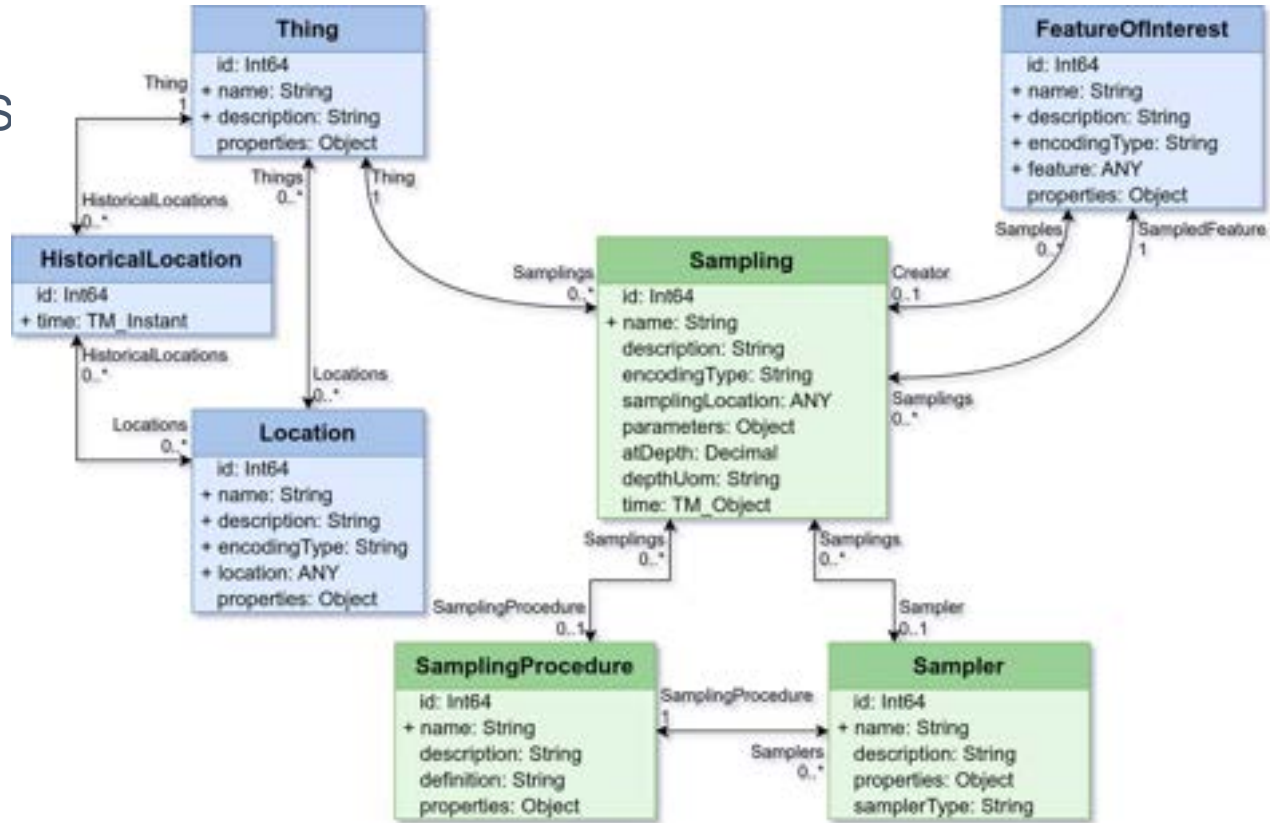 s
Thing
id: Int64
+ name: String
+ description: String
properties: Object
FeatureOfInterest
id: Int64
+ name: String
+ description: String
+ encodingType: String
+ feature: ANY
properties: Object
Thing
1
HistoricalLocations
0..*
Things
0..*
Thing
1
Samples
0..*
SampledFeature
1
HistoricalLocation
id: Int64
+ time: TM_Instant
Samplings
0..*
Sampling
id: Int64
+ name: String
description: String
encodingType: String
samplingLocation: ANY
parameters: Object
atDepth: Decimal
depthUom: String
time: TM_Object
Creator
0..1
Samplings
0..*
HistoricalLocations
0..*
Locations
0..*
Locations
0..*
Location
id: Int64
+ name: String
+ description: String
+ encodingType: String
+ location: ANY
properties: Object
Samplings
0..*
Samplings
0..*
SamplingProcedure
0..1
Sampler
0..1
SamplingProcedure
id: Int64
+ name: String
description: String
definition: String
properties: Object
SamplingProcedure
1
Samplers
0..*
Sampler
id: Int64
+ name: String
description: String
properties: Object
samplerType: String